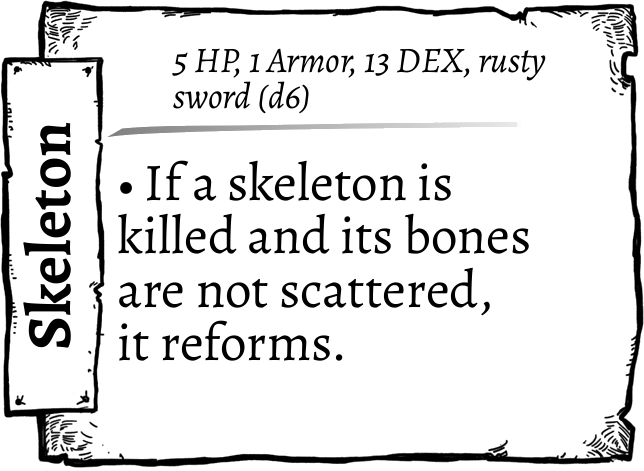 Skeleton
5 HP, 1 Armor, 13 DEX, rusty
sword (d6)
• If a skeleton is
killed and its bones
are not scattered,
it reforms.